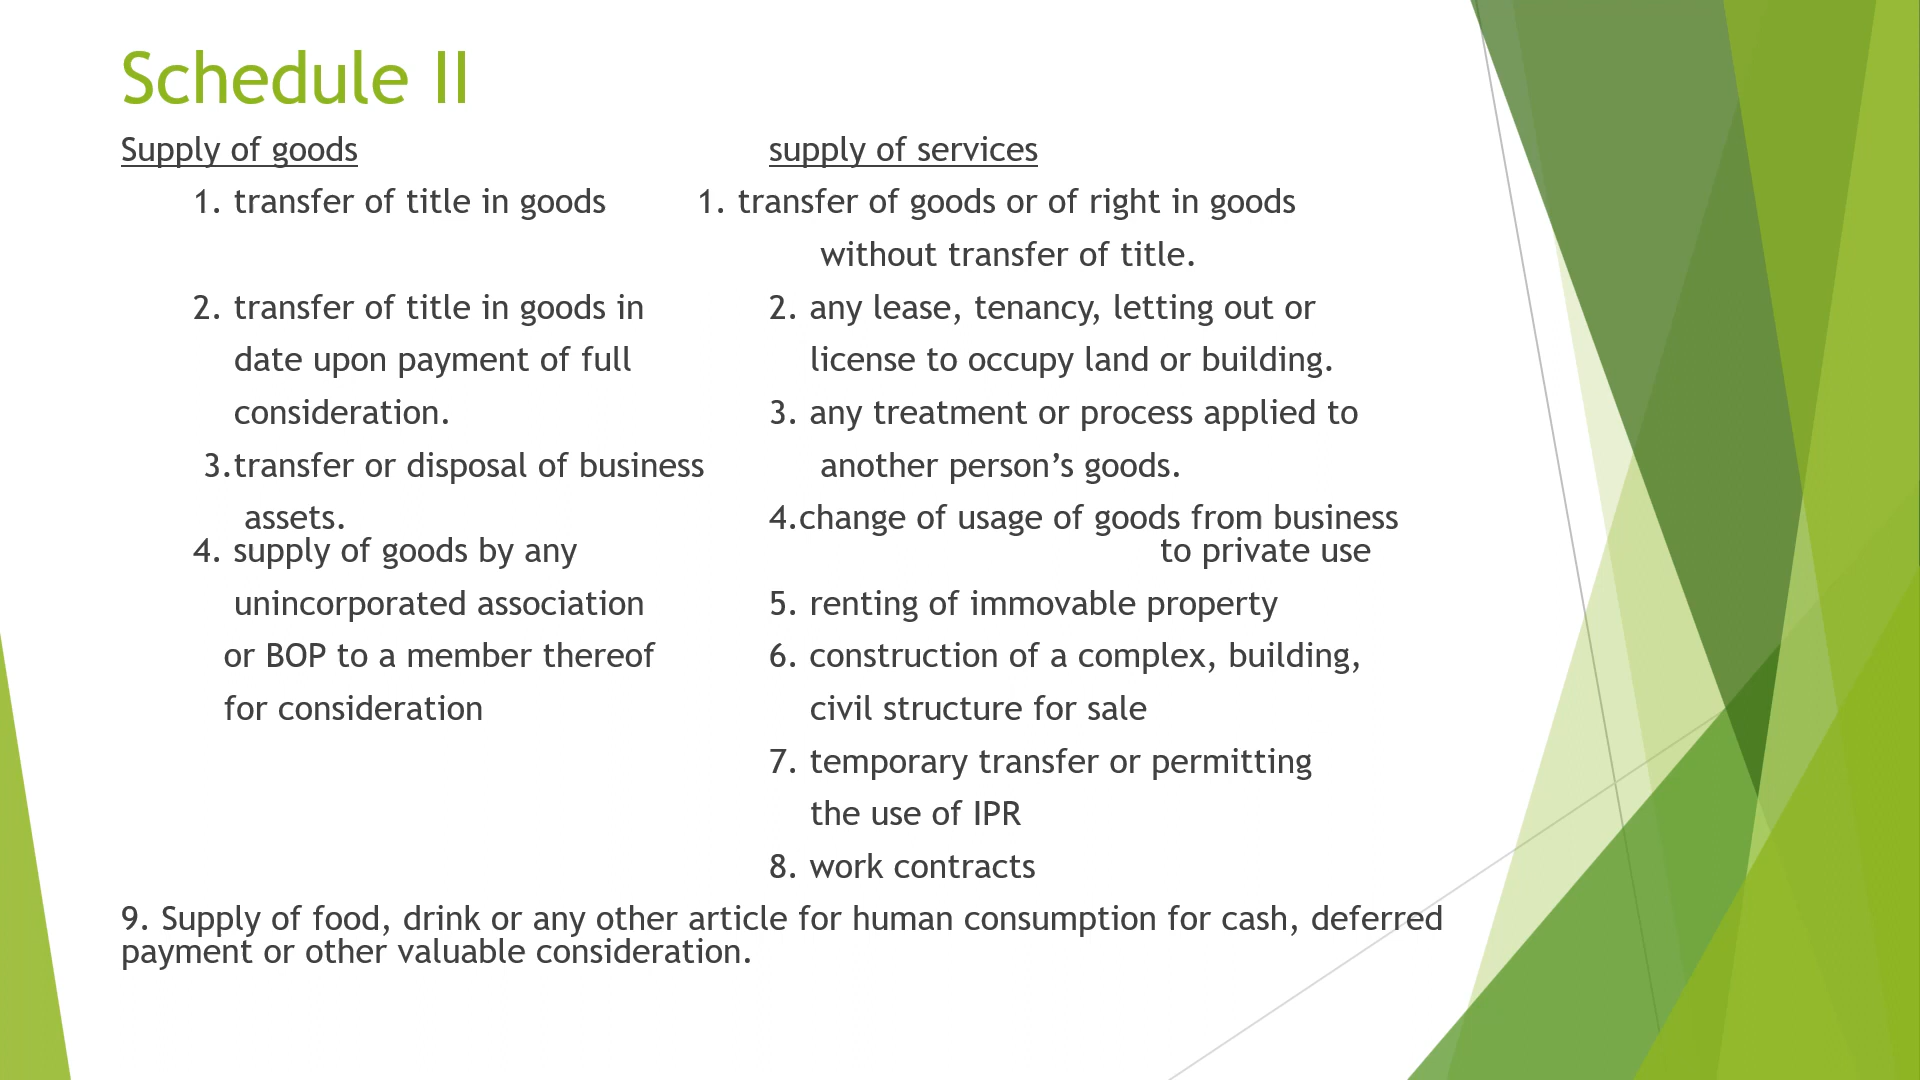 Schedule II
Supply of goods supply of services
1. transfer of title in goods 1. transfer of goods or of right in goods
without transfer of title.
2. transfer of title in goods in 2. any lease, tenancy, letting out or
date upon payment of full license to occupy land or building.
consideration. 3. any treatment or process applied to
3.transfer or disposal of business another person’s goods.
assets. 4.change of usage of goods from business
4. supply of goods by any to private use
unincorporated association 5. renting of immovable property
or BOP to a member thereof 6. construction of a complex, building,
for consideration civil structure for sale
7. temporary transfer or permitting
the use of IPR
8. work contracts
9. Supply of food, drink or any other article for human consumption for cash, deferred
payment or other valuable consideration.